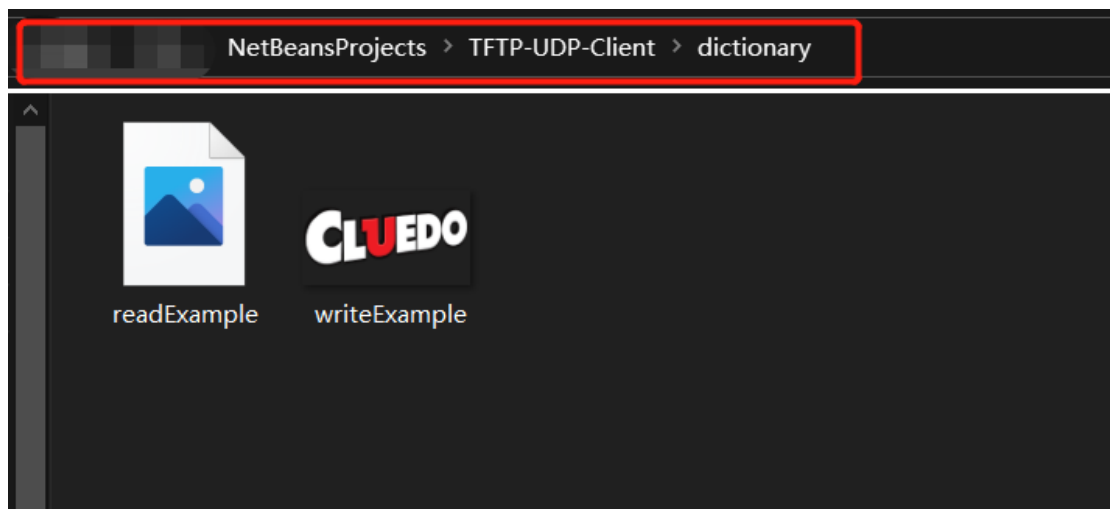 NetBeansProjects > TFTP-UDP-Client > dictionary
CLUEDO
readExample writeExample